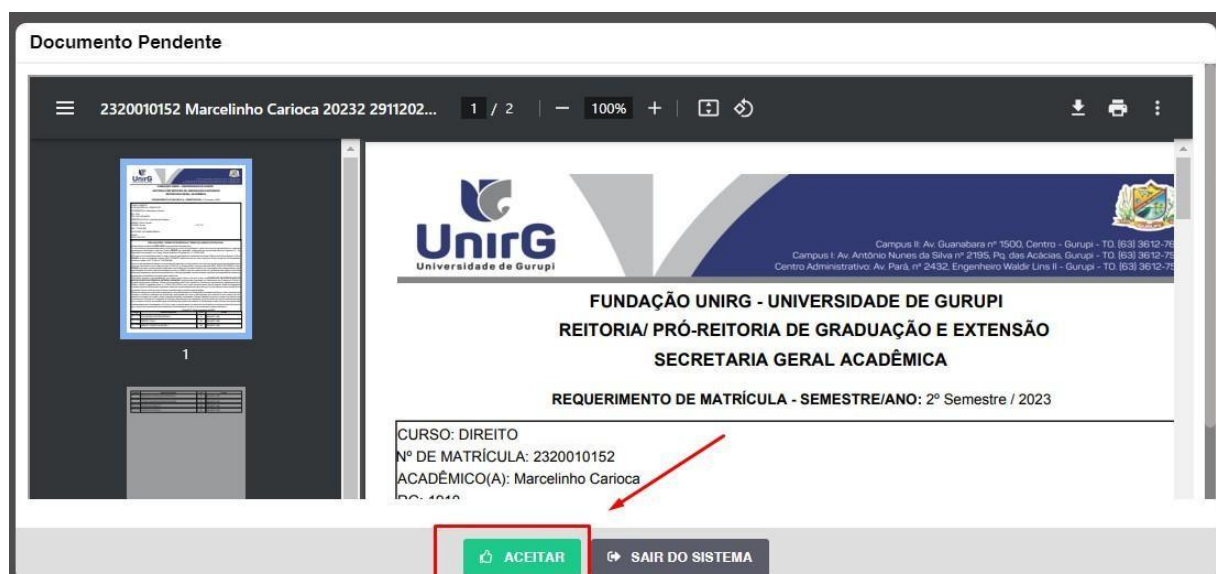 Documento Pendente
2320010152 Marcelinho Carioca 20232 2911202... 1 / 2 | − 100% + |
UnirG
Universidade de Gurupi
Campus II: Av. Guanabara nº 1500, Centro - Gurupi - TO. (63) 3612-76
Campus I: Av. Antônio Nunes da Silva nº 2195, Pq. das Acácias, Gurupi - TO. (63) 3612-75
Centro Administrativo: Av. Pará, nº 2432, Engenheiro Waldir Lins II - Gurupi - TO. (63) 3612-75
FUNDAÇÃO UNIRG - UNIVERSIDADE DE GURUPI
REITORIA/ PRÓ-REITORIA DE GRADUAÇÃO E EXTENSÃO
SECRETARIA GERAL ACADÊMICA
REQUERIMENTO DE MATRÍCULA - SEMESTRE/ANO: 2º Semestre / 2023
CURSO: DIREITO
Nº DE MATRÍCULA: 2320010152
ACADÊMICO(A): Marcelinho Carioca
1
ACEITAR
SAIR DO SISTEMA